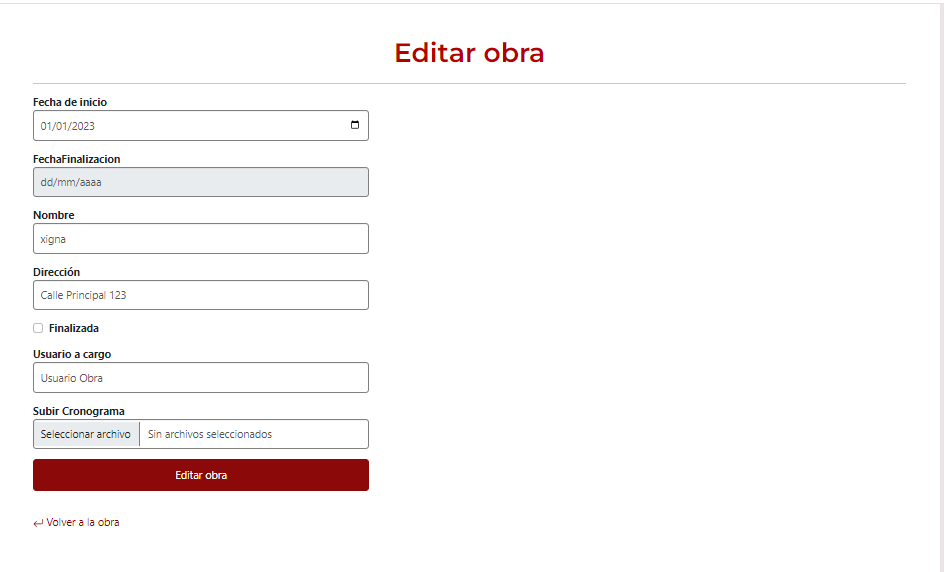 Editar obra
Fecha de inicio
01/01/2023
FechaFinalizacion
dd/mm/aaaa
Nombre
xigna
Dirección
Calle Principal 123
Finalizada
Usuario a cargo
Usuario Obra
Subir Cronograma
Seleccionar archivo Sin archivos seleccionados
Editar obra
Volver a la obra